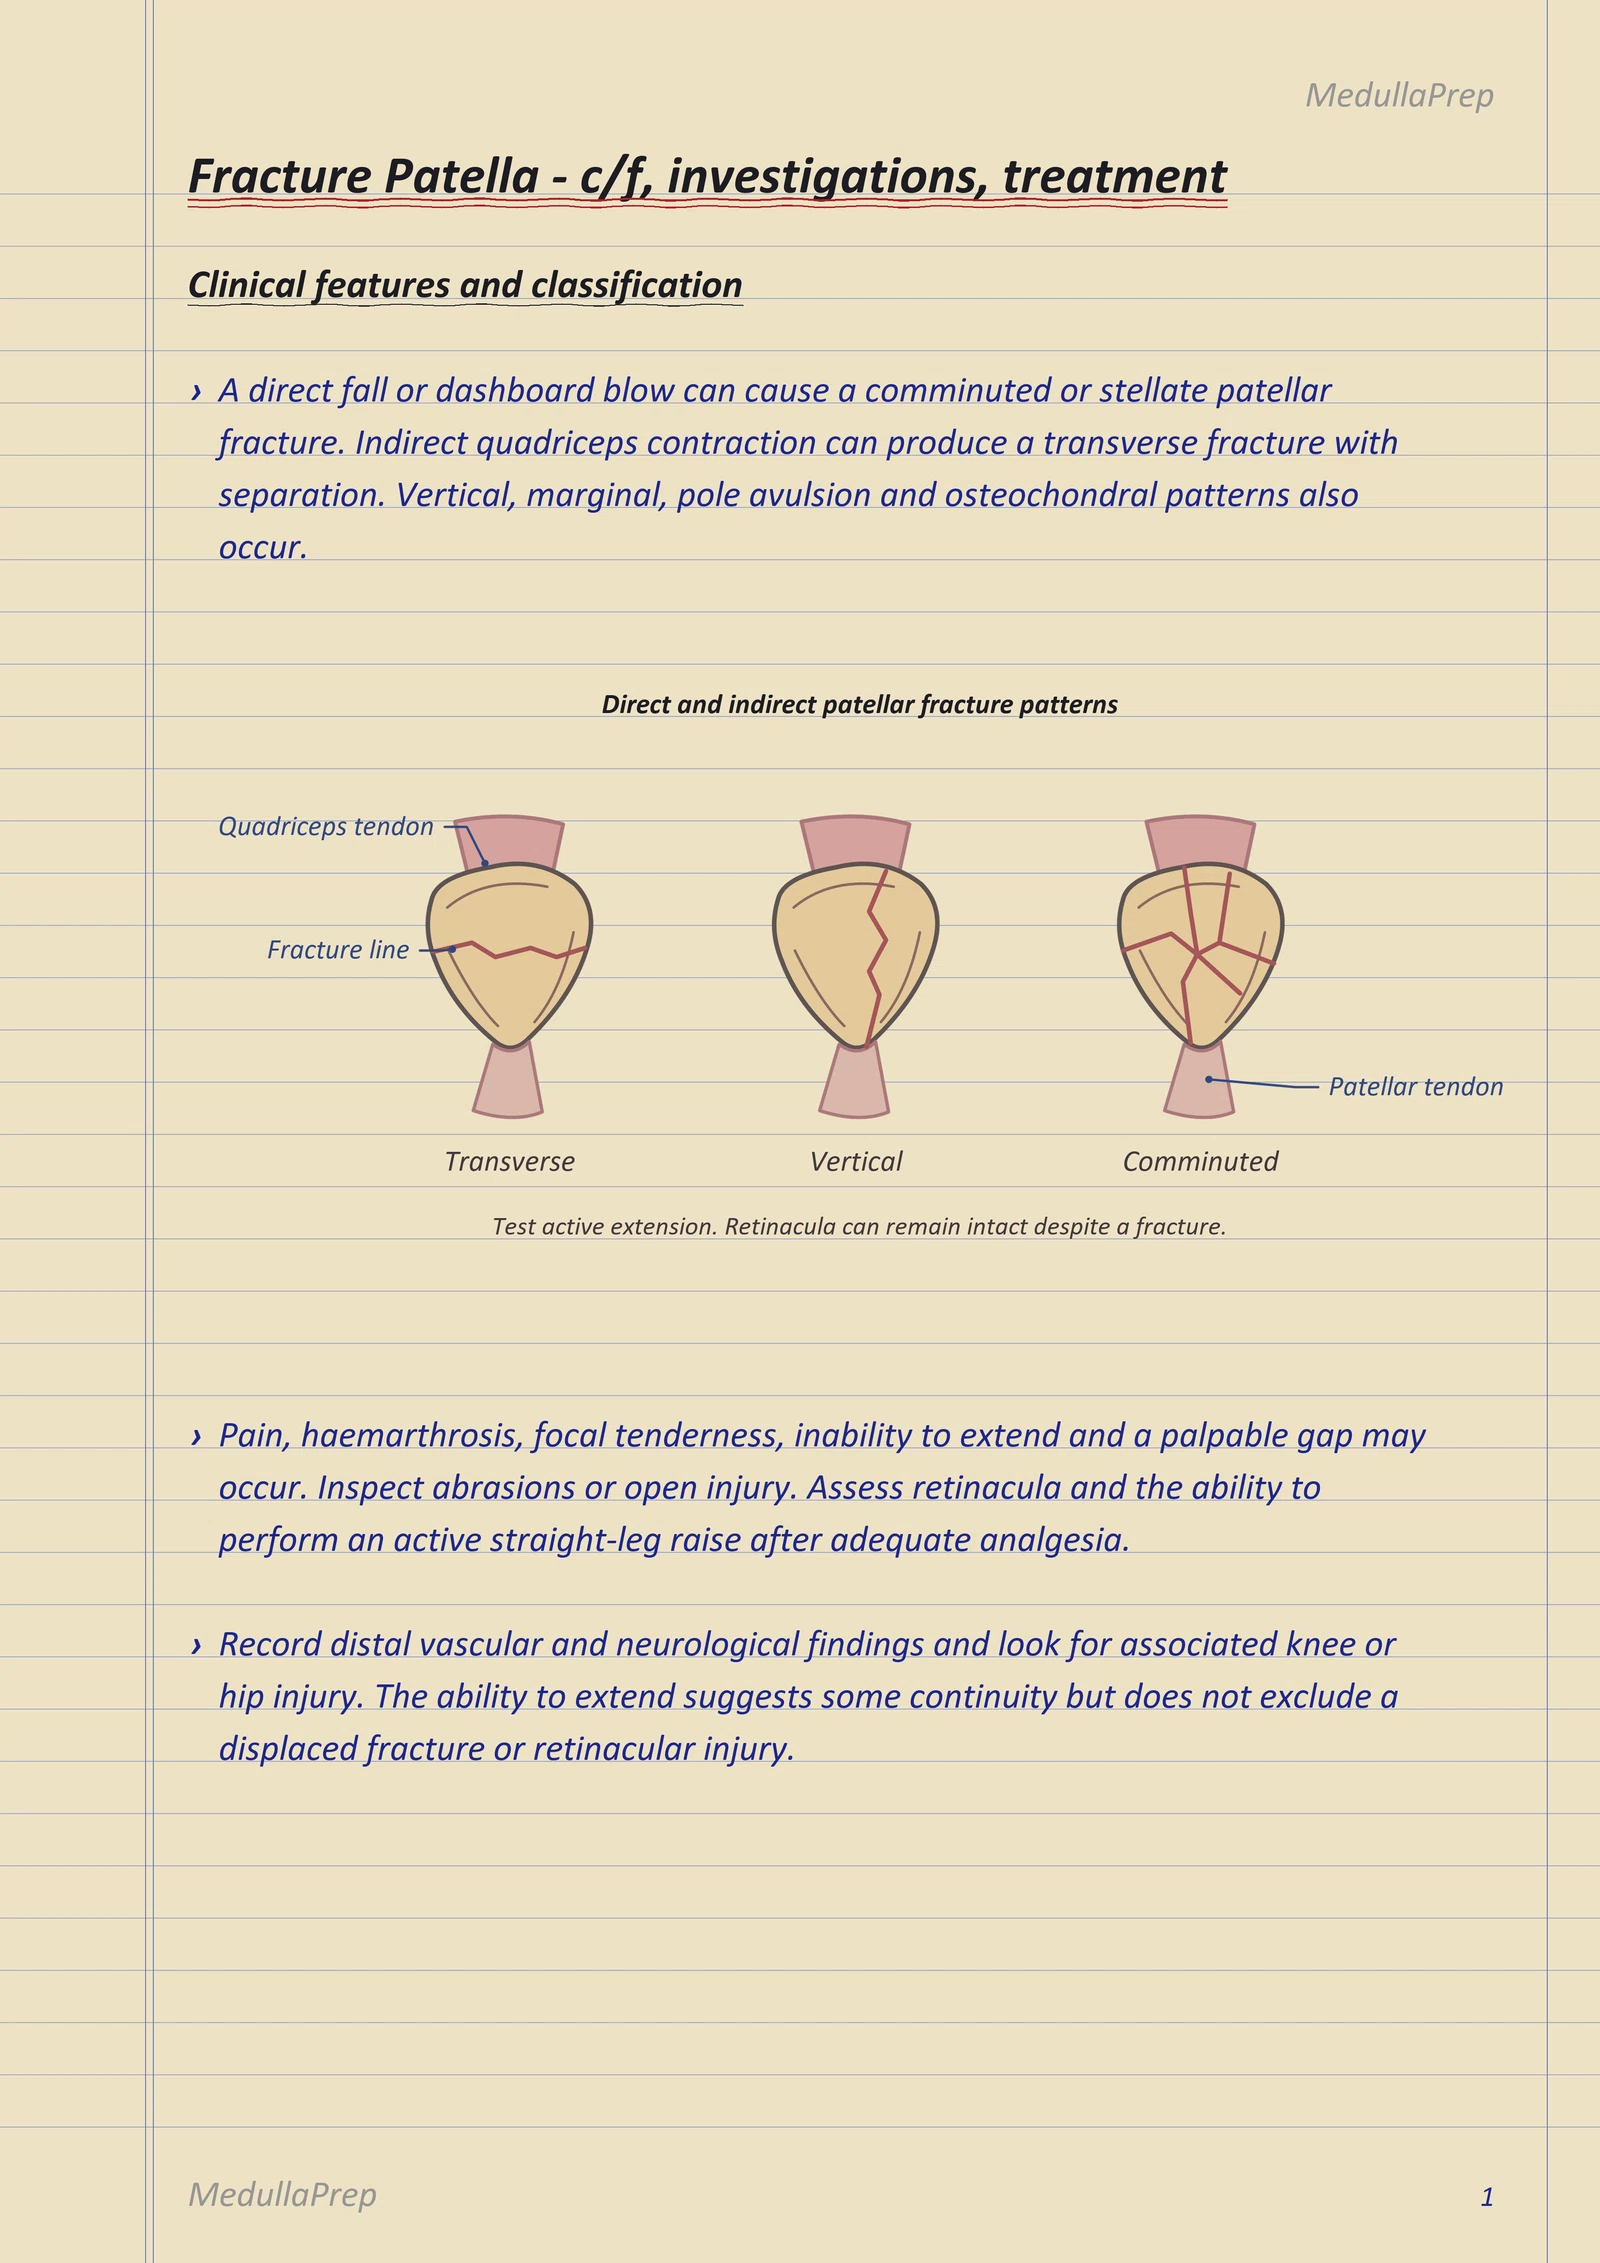 MedullaPrep
Fracture Patella - c/f, investigations, treatment
Clinical features and classification
› A direct fall or dashboard blow can cause a comminuted or stellate patellar
fracture. Indirect quadriceps contraction can produce a transverse fracture with
separation. Vertical, marginal, pole avulsion and osteochondral patterns also
occur.
Direct and indirect patellar fracture patterns
Quadriceps tendon
Fracture line
Patellar tendon
Transverse
Vertical
Comminuted
Test active extension. Retinacula can remain intact despite a fracture.
› Pain, haemarthrosis, focal tenderness, inability to extend and a palpable gap may
occur. Inspect abrasions or open injury. Assess retinacula and the ability to
perform an active straight-leg raise after adequate analgesia.
› Record distal vascular and neurological findings and look for associated knee or
hip injury. The ability to extend suggests some continuity but does not exclude a
displaced fracture or retinacular injury.
MedullaPrep
1